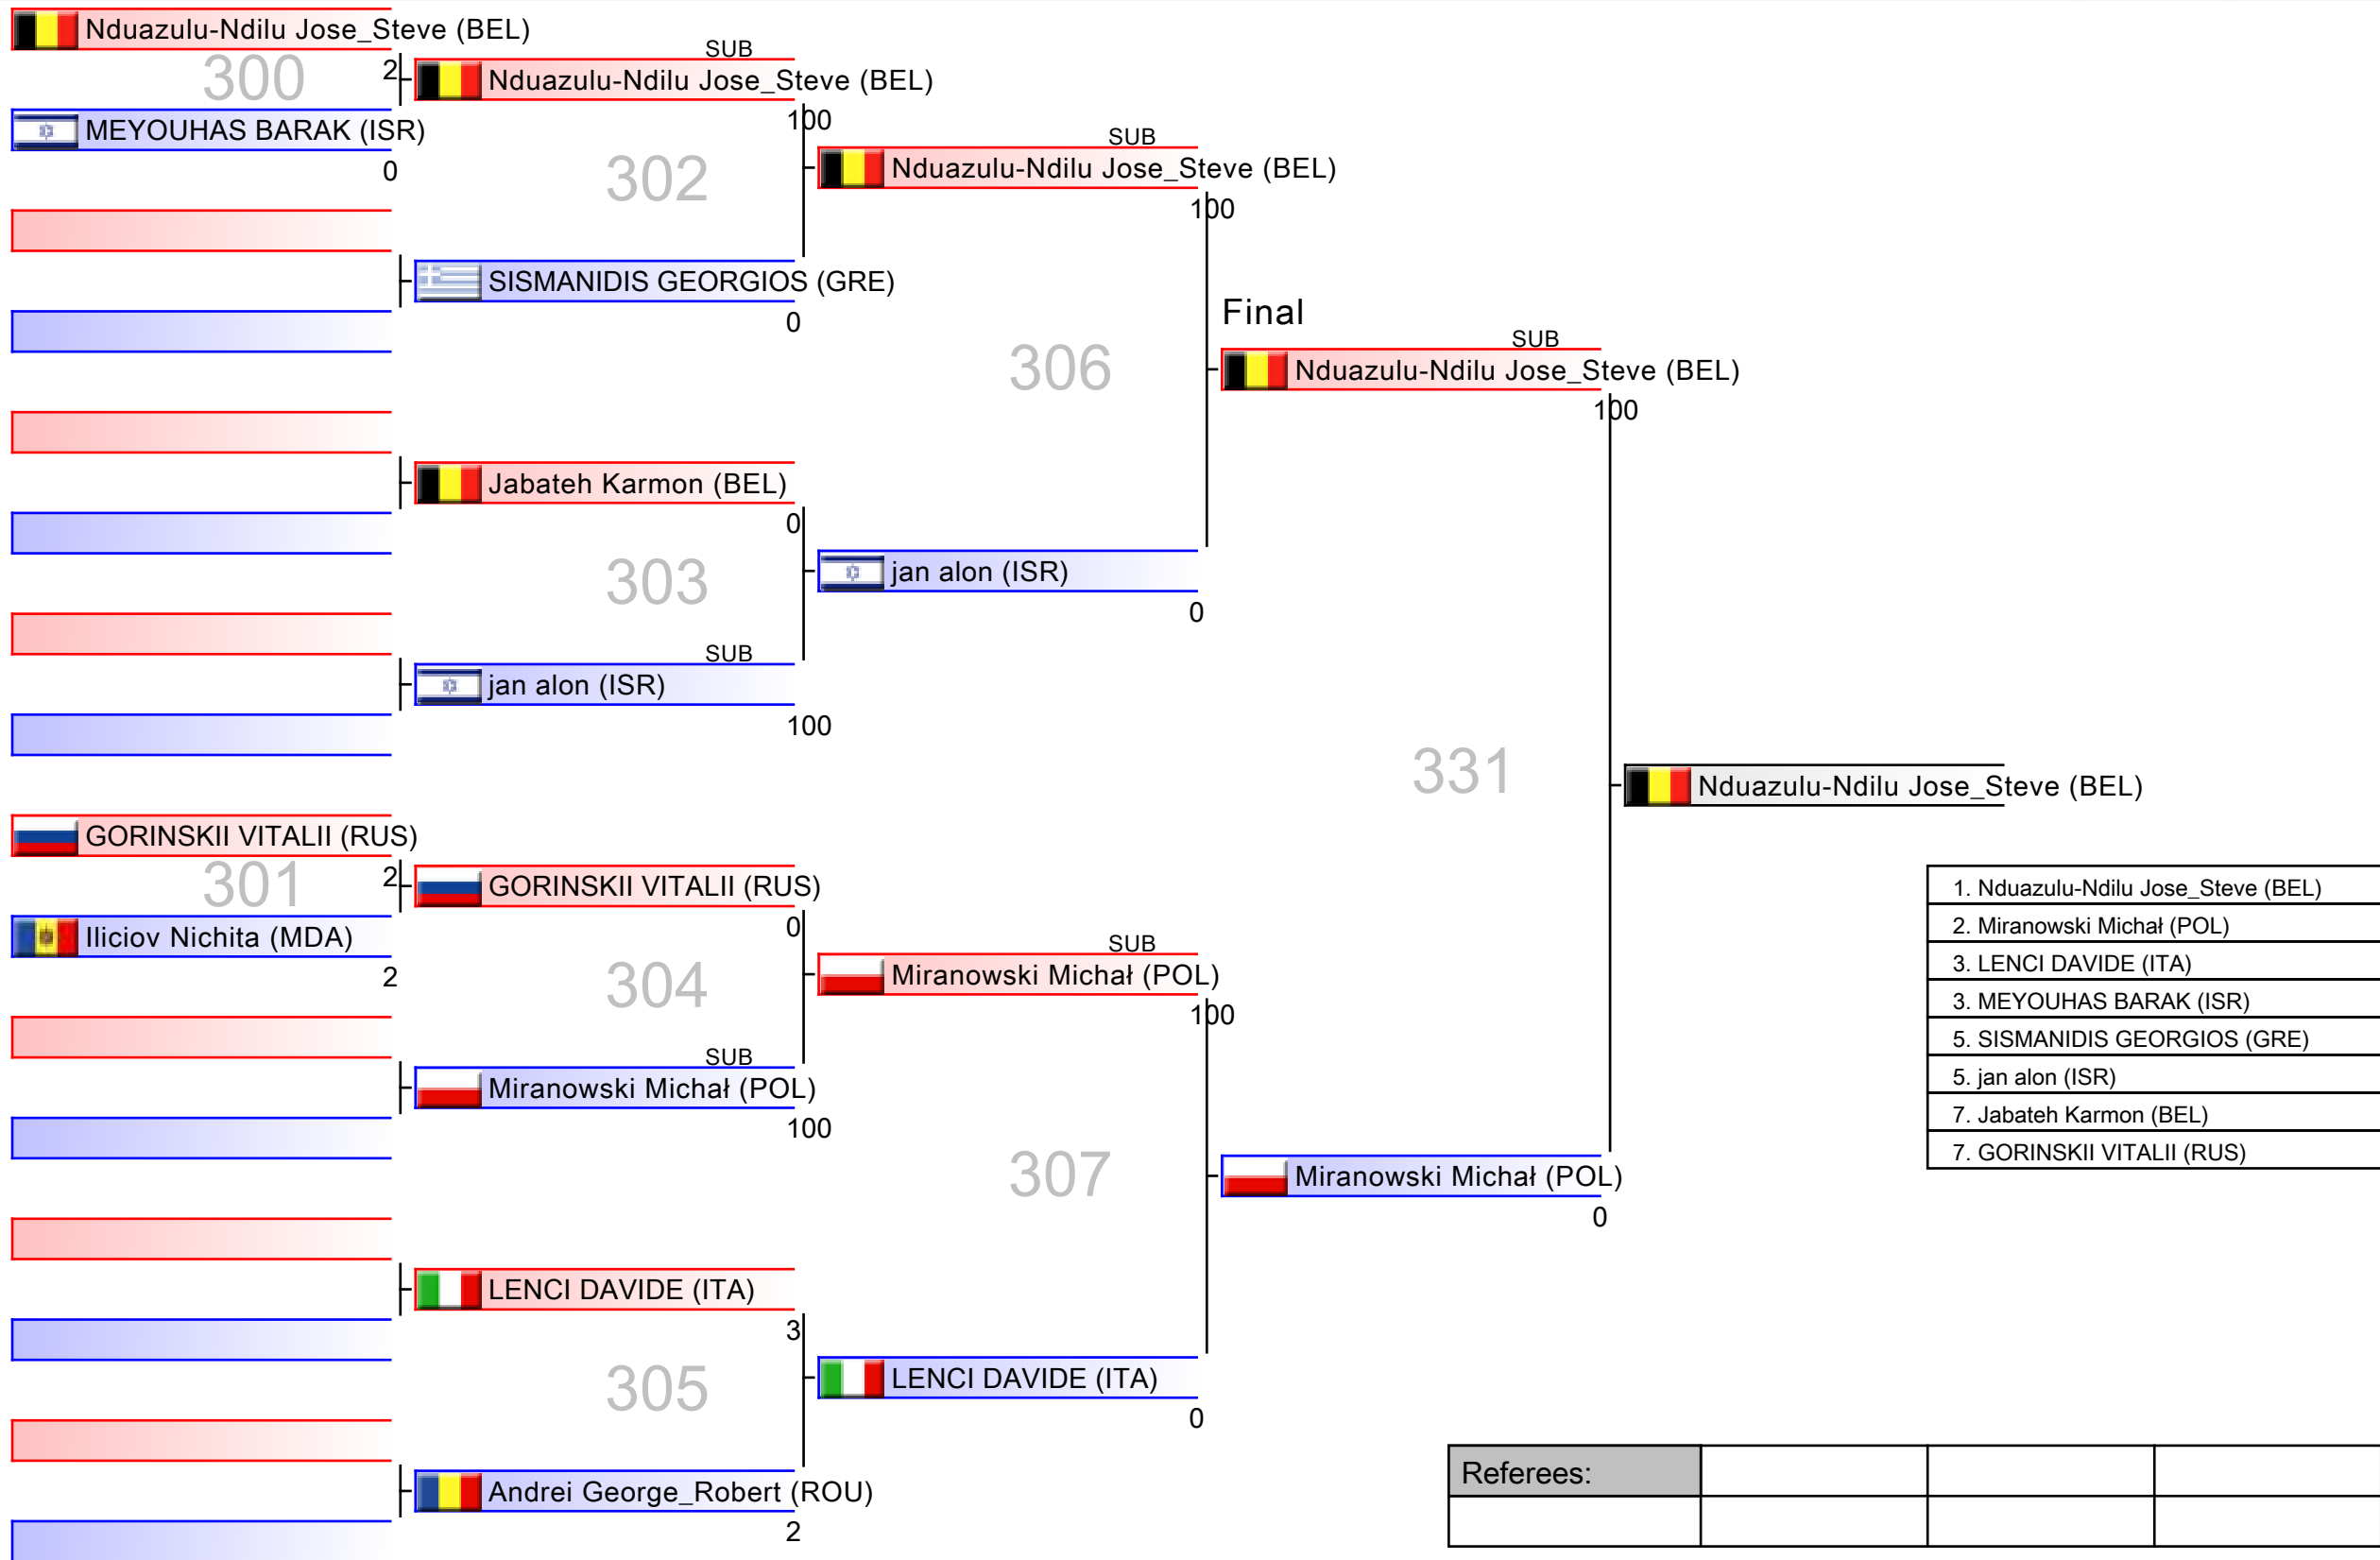 Nduazulu-Ndilu Jose_Steve (BEL)
300
2
MEYOUHAS BARAK (ISR)
0
SUB
Nduazulu-Ndilu Jose_Steve (BEL)
100
302
SISMANIDIS GEORGIOS (GRE)
0
SUB
Nduazulu-Ndilu Jose_Steve (BEL)
100
306
Jabateh Karmon (BEL)
0
303
SUB
jan alon (ISR)
100
jan alon (ISR)
0
Final
SUB
Nduazulu-Ndilu Jose_Steve (BEL)
100
331
Nduazulu-Ndilu Jose_Steve (BEL)
GORINSKII VITALII (RUS)
301
2
Iliciov Nichita (MDA)
2
GORINSKII VITALII (RUS)
0
304
SUB
Miranowski Michał (POL)
100
SUB
Miranowski Michał (POL)
100
307
LENCI DAVIDE (ITA)
3
305
Andrei George_Robert (ROU)
2
LENCI DAVIDE (ITA)
0
Miranowski Michał (POL)
0
1. Nduazulu-Ndilu Jose_Steve (BEL)
2. Miranowski Michał (POL)
3. LENCI DAVIDE (ITA)
3. MEYOUHAS BARAK (ISR)
5. SISMANIDIS GEORGIOS (GRE)
5. jan alon (ISR)
7. Jabateh Karmon (BEL)
7. GORINSKII VITALII (RUS)
Referees: